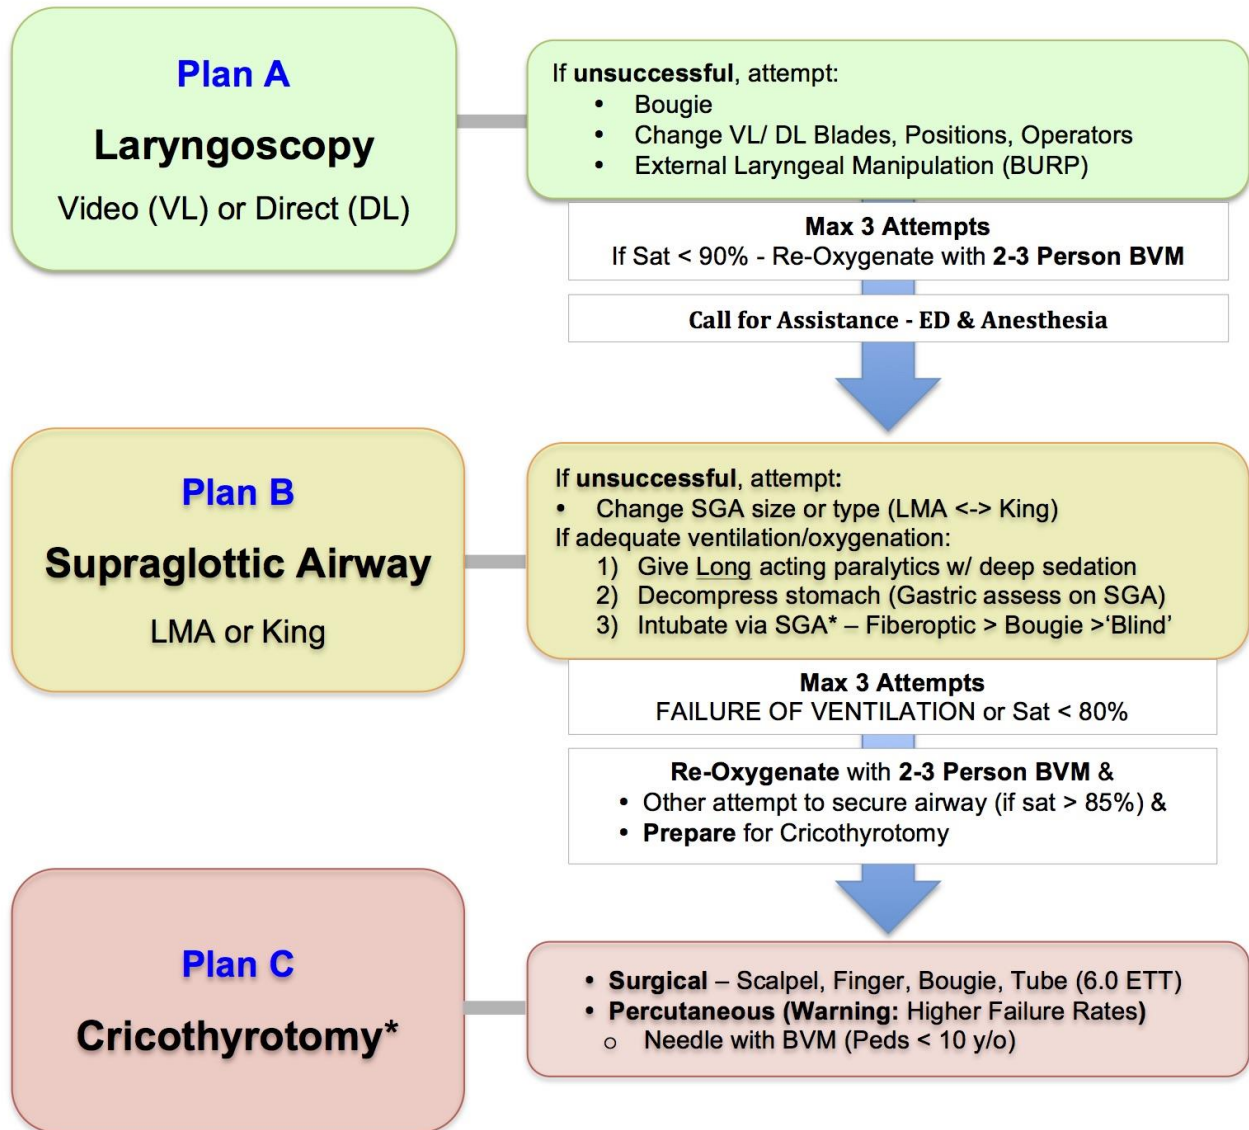 Plan A
Laryngoscopy
Video (VL) or Direct (DL)
If unsuccessful, attempt:
• Bougie
• Change VL/ DL Blades, Positions, Operators
• External Laryngeal Manipulation (BURP)
Max 3 Attempts
If Sat < 90% - Re-Oxygenate with 2-3 Person BVM
Call for Assistance - ED & Anesthesia
Plan B
Supraglottic Airway
LMA or King
If unsuccessful, attempt:
• Change SGA size or type (LMA <-> King)
If adequate ventilation/oxygenation:
1) Give Long acting paralytics w/ deep sedation
2) Decompress stomach (Gastric assess on SGA)
3) Intubate via SGA* – Fiberoptic > Bougie >‘Blind’
Max 3 Attempts
FAILURE OF VENTILATION or Sat < 80%
Re-Oxygenate with 2-3 Person BVM &
• Other attempt to secure airway (if sat > 85%) &
• Prepare for Cricothyrotomy
Plan C
Cricothyrotomy*
• Surgical – Scalpel, Finger, Bougie, Tube (6.0 ETT)
• Percutaneous (Warning: Higher Failure Rates)
o Needle with BVM (Peds < 10 y/o)